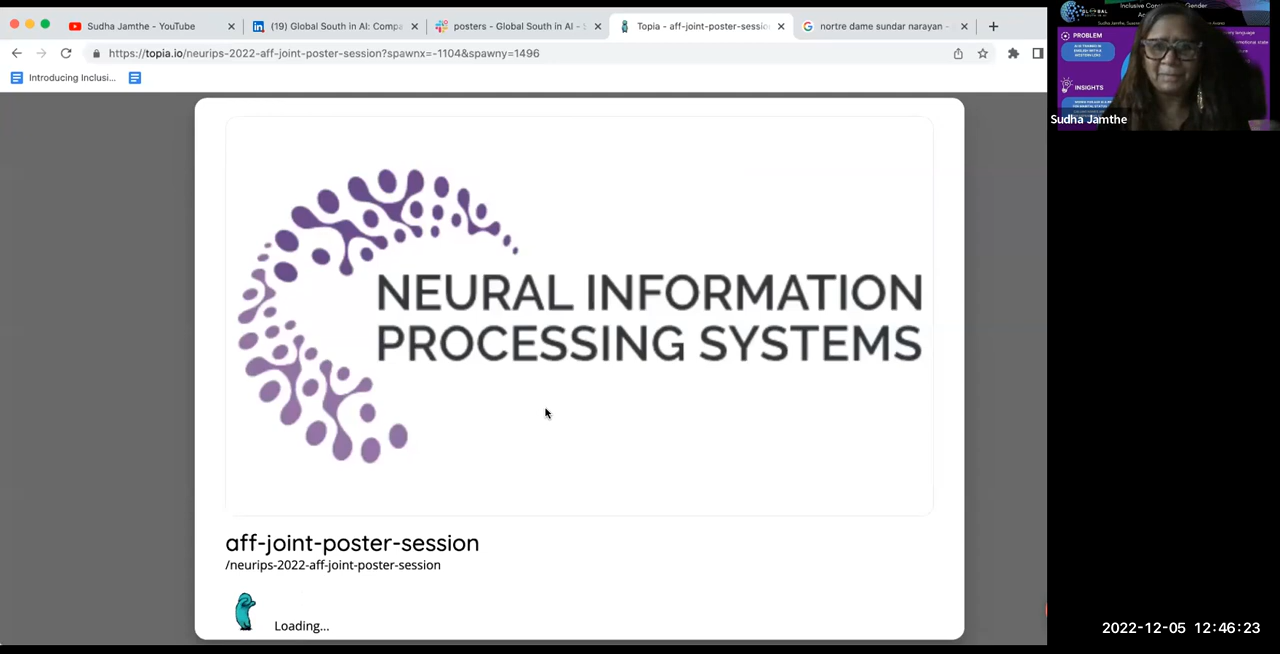 Sudha Jamthe - YouTube
(19) Global South in AI: Compa
posters - Global South in AI - S
Topia - aff-joint-poster-sessio
nortre dame sundar narayan -
https://topia.io/neurips-2022-aff-joint-poster-session?spawnx=-1104&spawny=1496
Introducing Inclusi...
NEURAL INFORMATION
PROCESSING SYSTEMS
aff-joint-poster-session
/neurips-2022-aff-joint-poster-session
Loading...
PROBLEM
INSIGHTS
Sudha Jamthe
2022-12-05 12:46:23